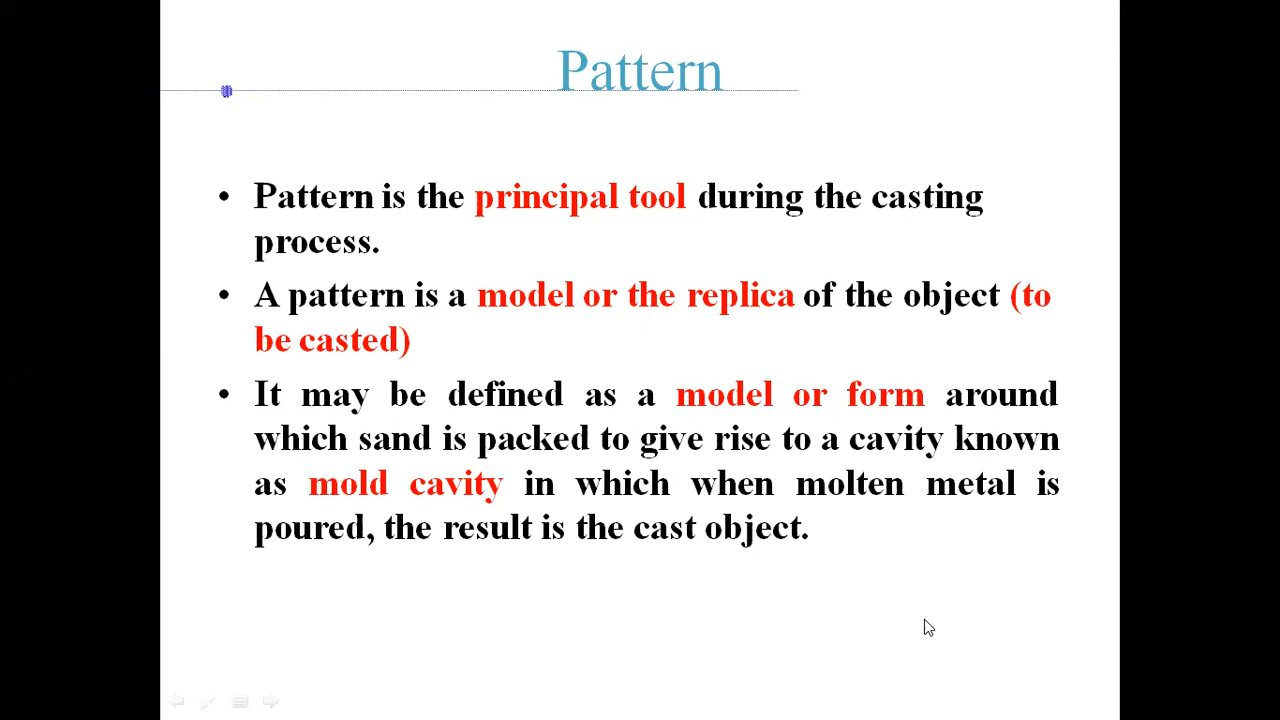 Pattern
• Pattern is the principal tool during the casting
process.
• A pattern is a model or the replica of the object (to
be casted)
• It may be defined as a model or form around
which sand is packed to give rise to a cavity known
as mold cavity in which when molten metal is
poured, the result is the cast object.